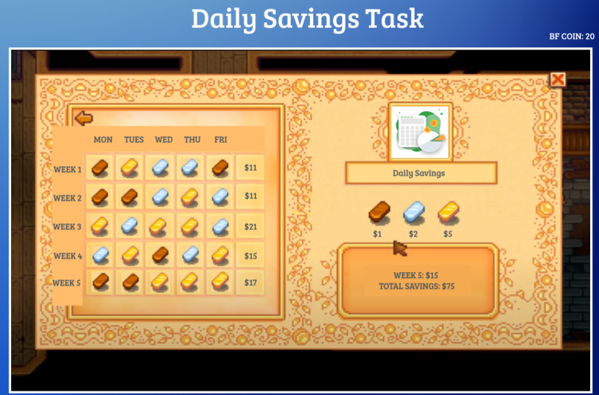 Daily Savings Task
BF COIN: 20
MON TUES WED THU FRI
WEEK 1 $11
WEEK 2 $11
WEEK 3 $21
WEEK 4 $15
WEEK 5 $17
Daily Savings
$1 $2 $5
WEEK 5: $15
TOTAL SAVINGS: $75